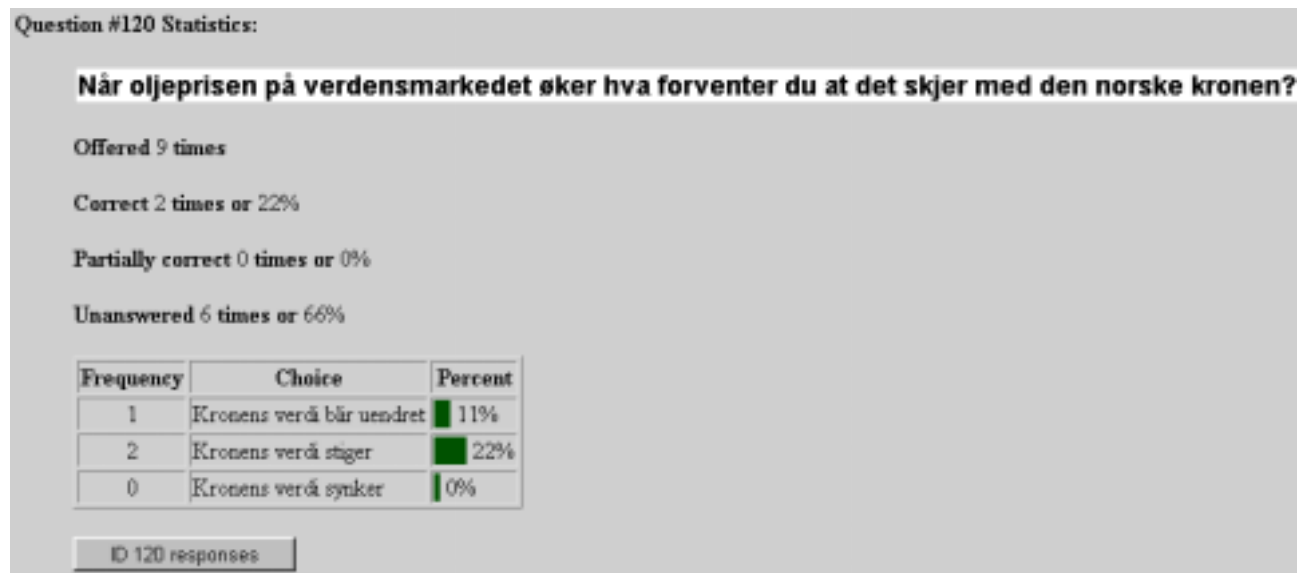 Question #120 Statistics:
Når oljeprisen på verdensmarkedet øker hva forventer du at det skjer med den norske kronen?
Offered 9 times
Correct 2 times or 22%
Partially correct 0 times or 0%
Unanswered 6 times or 66%
Frequency Choice Percent
1 Kronens verdi blir uendret 11%
2 Kronens verdi stiger 22%
0 Kronens verdi synker 0%
ID 120 responses